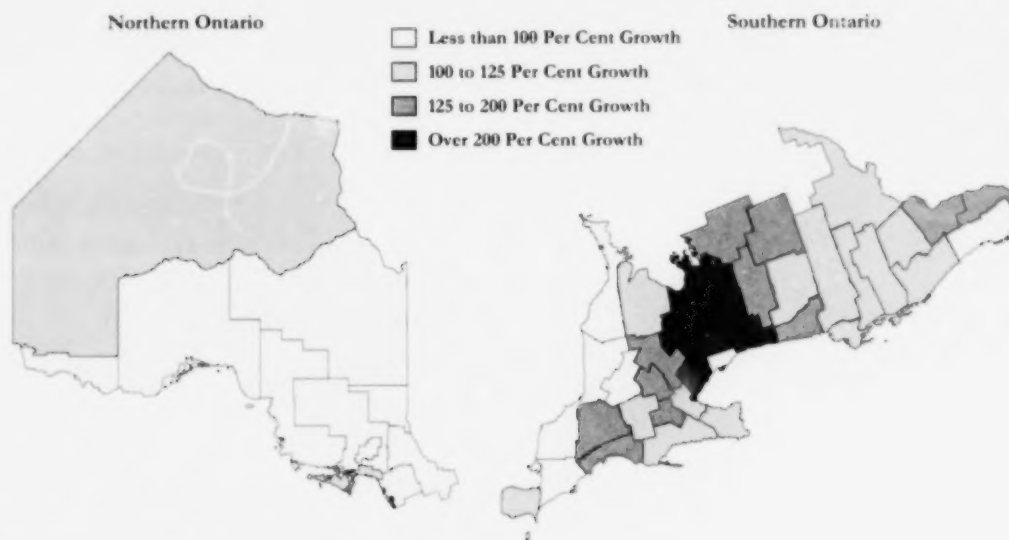 Northern Ontario
Southern Ontario
Less than 100 Per Cent Growth
100 to 125 Per Cent Growth
125 to 200 Per Cent Growth
Over 200 Per Cent Growth